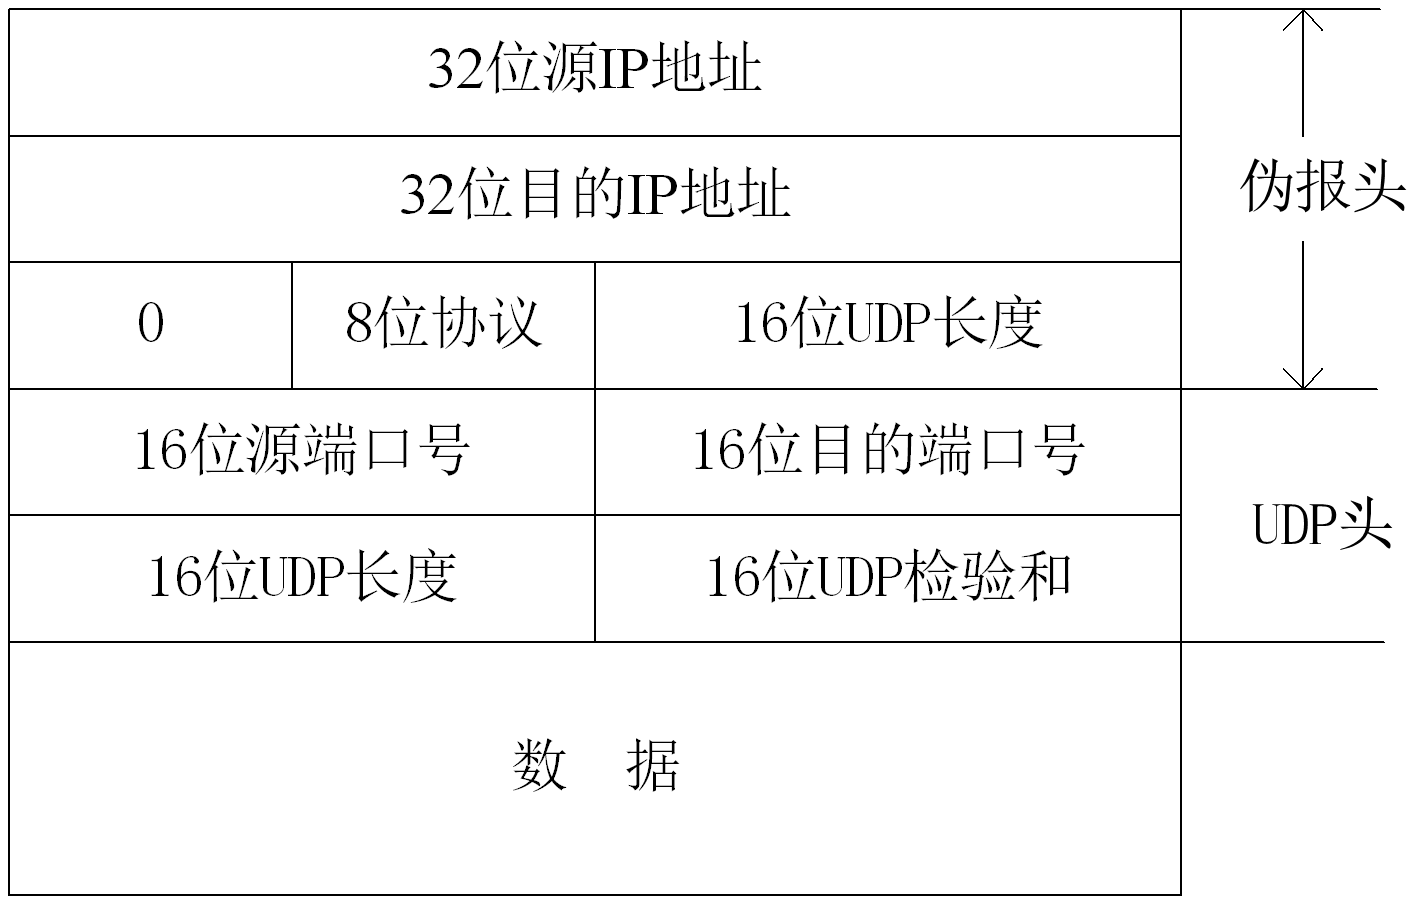 32位源IP地址
32位目的IP地址
伪报头
0 8位协议 16位UDP长度
16位源端口号 16位目的端口号
UDP头
16位UDP长度 16位UDP检验和
数 据